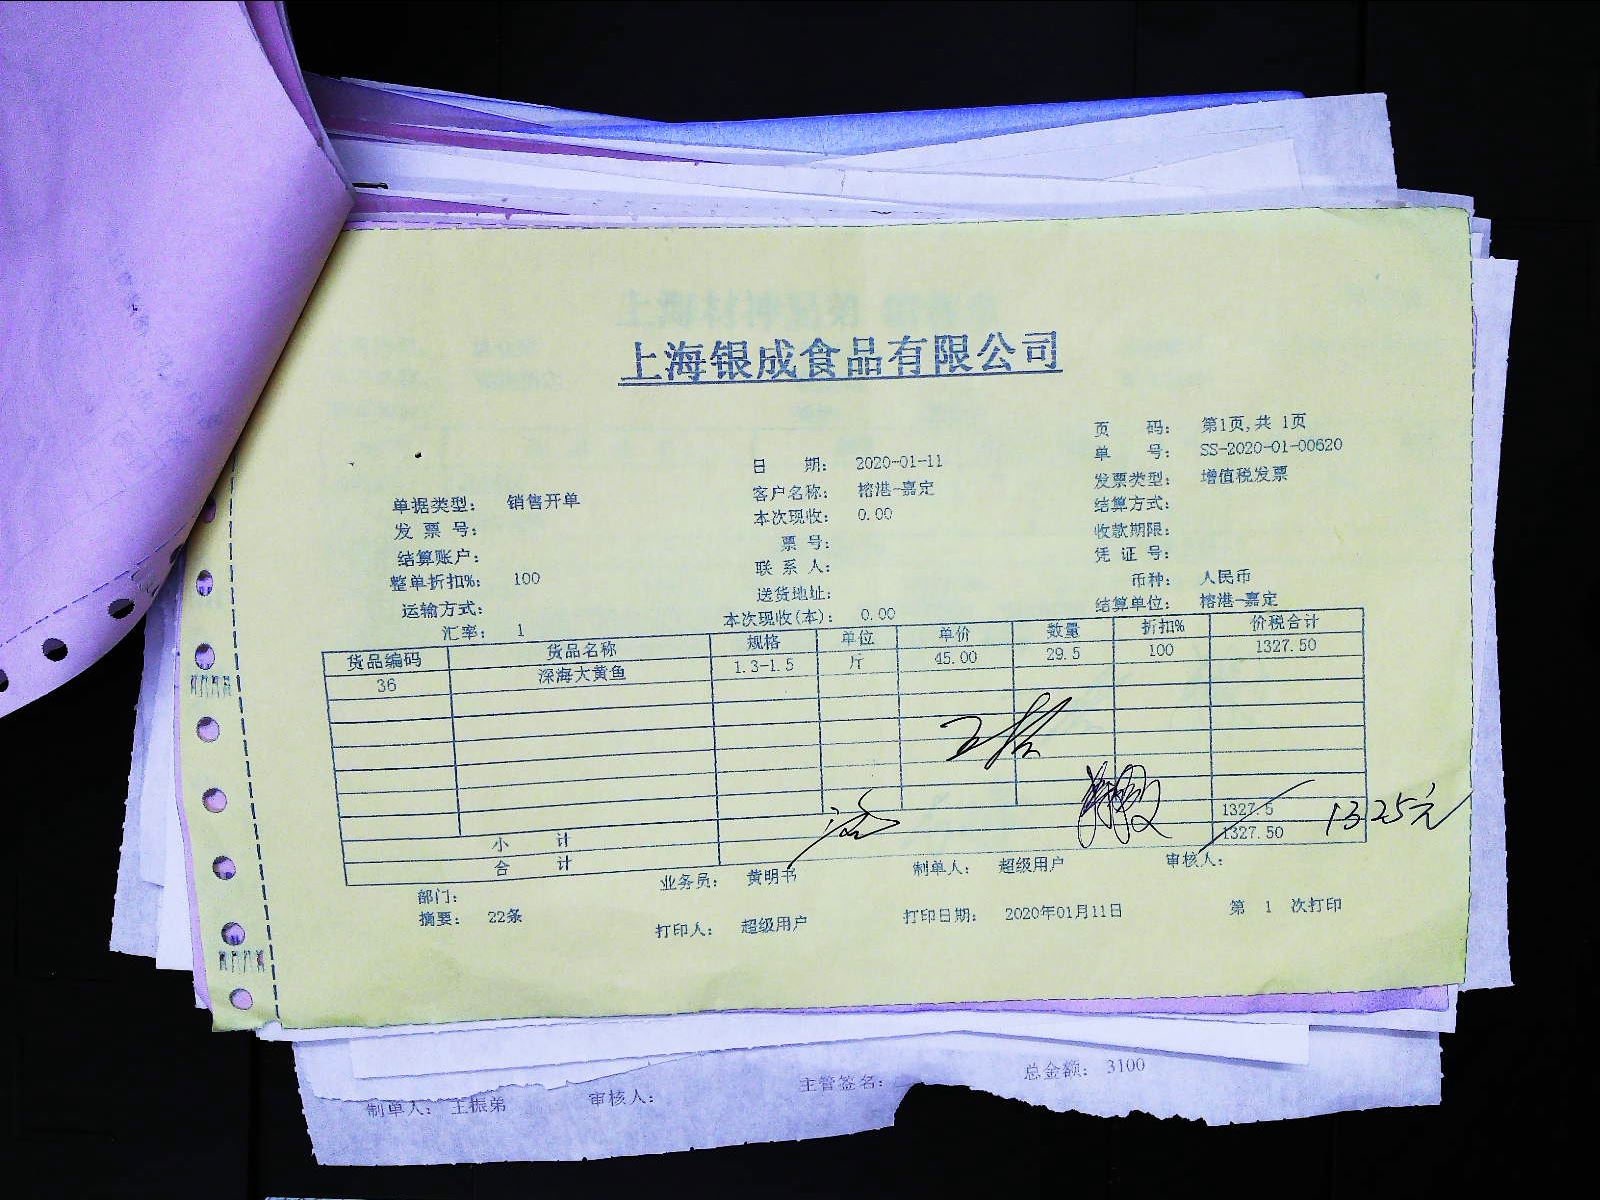 上海银成食品有限公司
页 码: 第1页,共 1页
单 号: SS-2020-01-00620
日 期: 2020-01-11
发票类型: 增值税发票
客户名称: 榕港-嘉定
单据类型: 销售开单
结算方式:
本次现收: 0.00
发 票 号:
收款期限:
票 号:
结算账户:
凭 证 号:
联 系 人:
整单折扣%: 100
币种: 人民币
送货地址:
运输方式:
结算单位: 榕港-嘉定
本次现收(本): 0.00
汇率: 1
货品编码 货品名称 规格 单位 单价 数量 折扣% 价税合计
36 深海大黄鱼 1.3-1.5 斤 45.00 29.5 100 1327.50
小 计 1327.5 1325元
合 计 1327.50
部门: 业务员: 黄明书 制单人: 超级用户 审核人:
摘要: 22条 打印人: 超级用户 打印日期: 2020年01月11日 第 1 次打印
制单人: 王振弟 审核人: 主管签名: 总金额: 3100